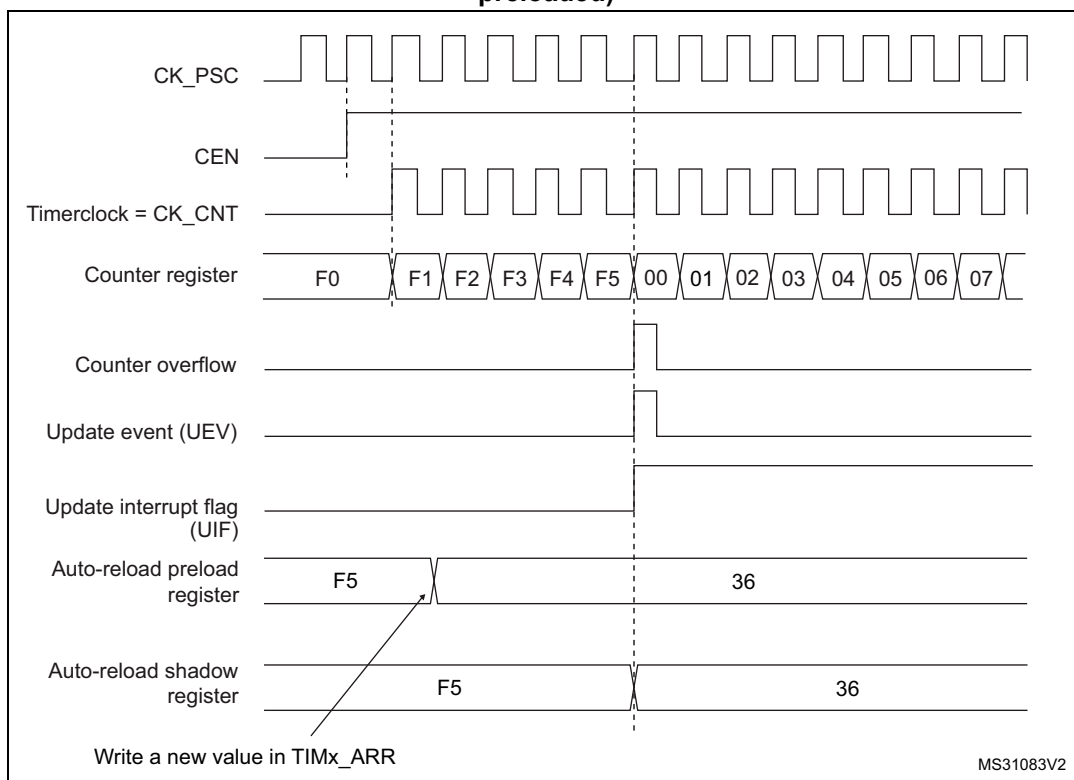 preloaded)
CK_PSC
CEN
Timerclock = CK_CNT
Counter register
F0 F1 F2 F3 F4 F5 00 01 02 03 04 05 06 07
Counter overflow
Update event (UEV)
Update interrupt flag
(UIF)
Auto-reload preload
register
F5 36
Auto-reload shadow
register
F5 36
Write a new value in TIMx_ARR
MS31083V2